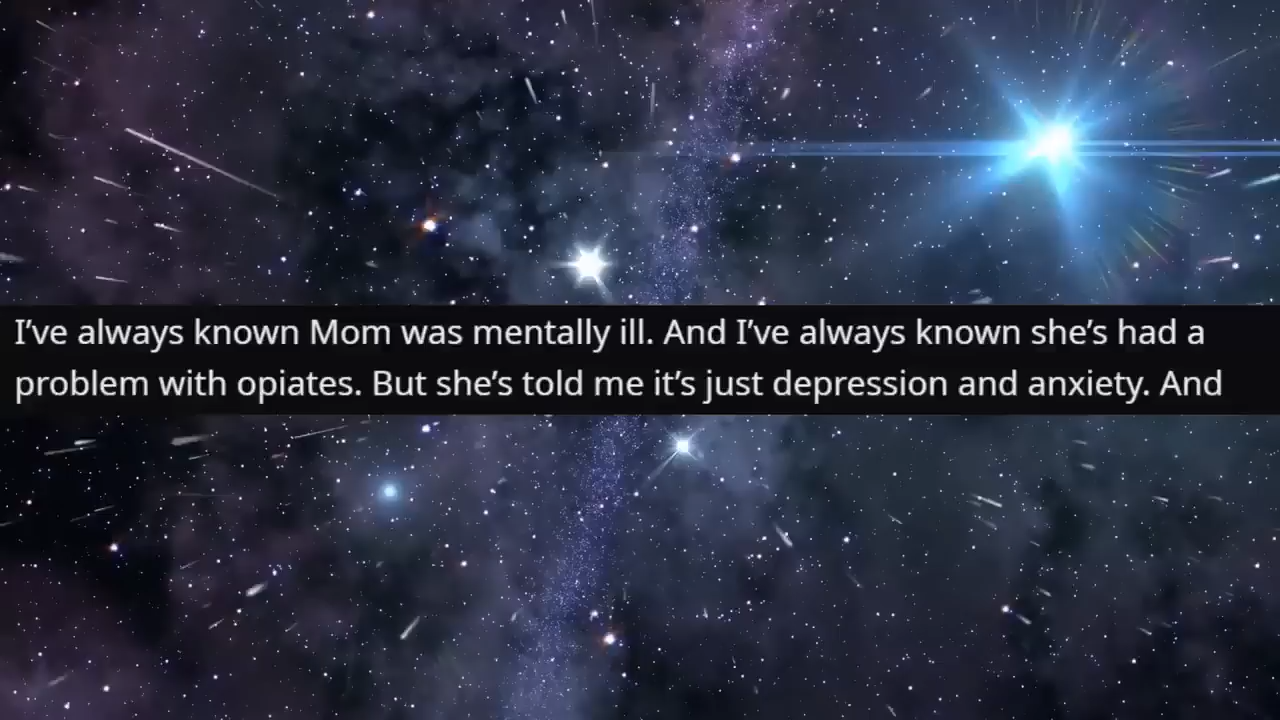 I’ve always known Mom was mentally ill. And I’ve always known she’s had a
problem with opiates. But she’s told me it’s just depression and anxiety. And